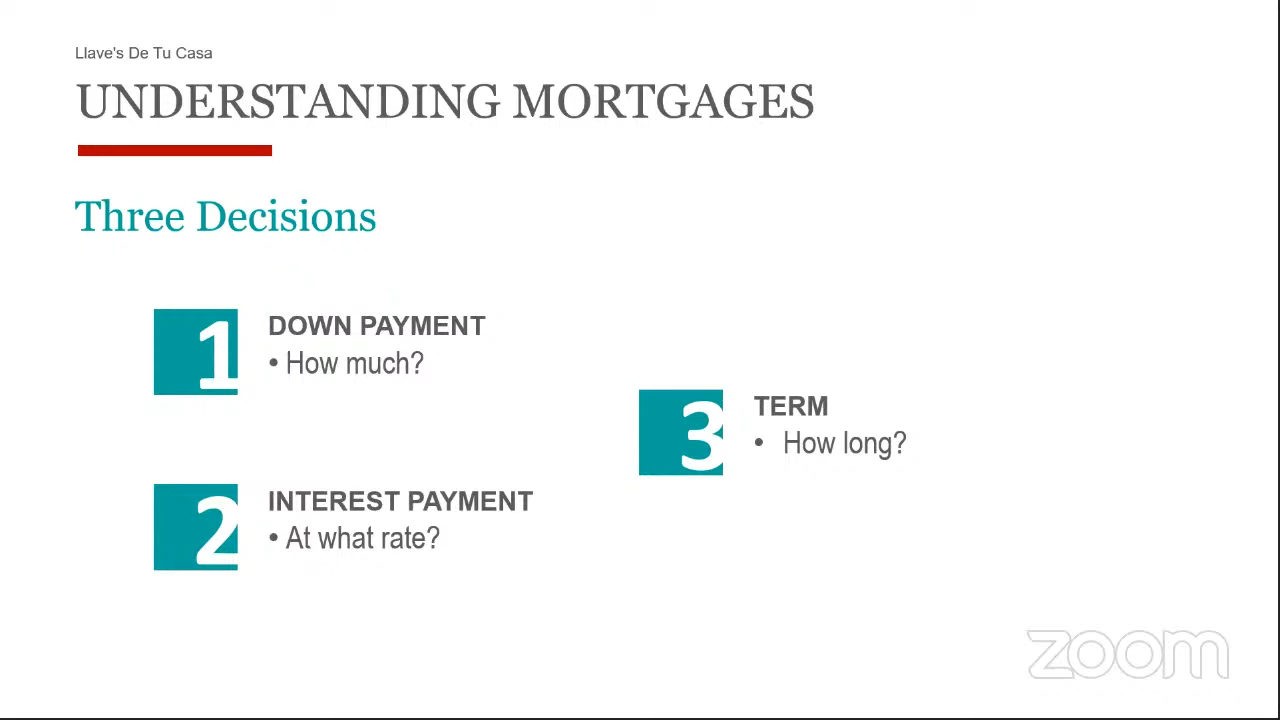 Llave's De Tu Casa
UNDERSTANDING MORTGAGES
Three Decisions
1
DOWN PAYMENT
• How much?
2
INTEREST PAYMENT
• At what rate?
3
TERM
• How long?
zoom